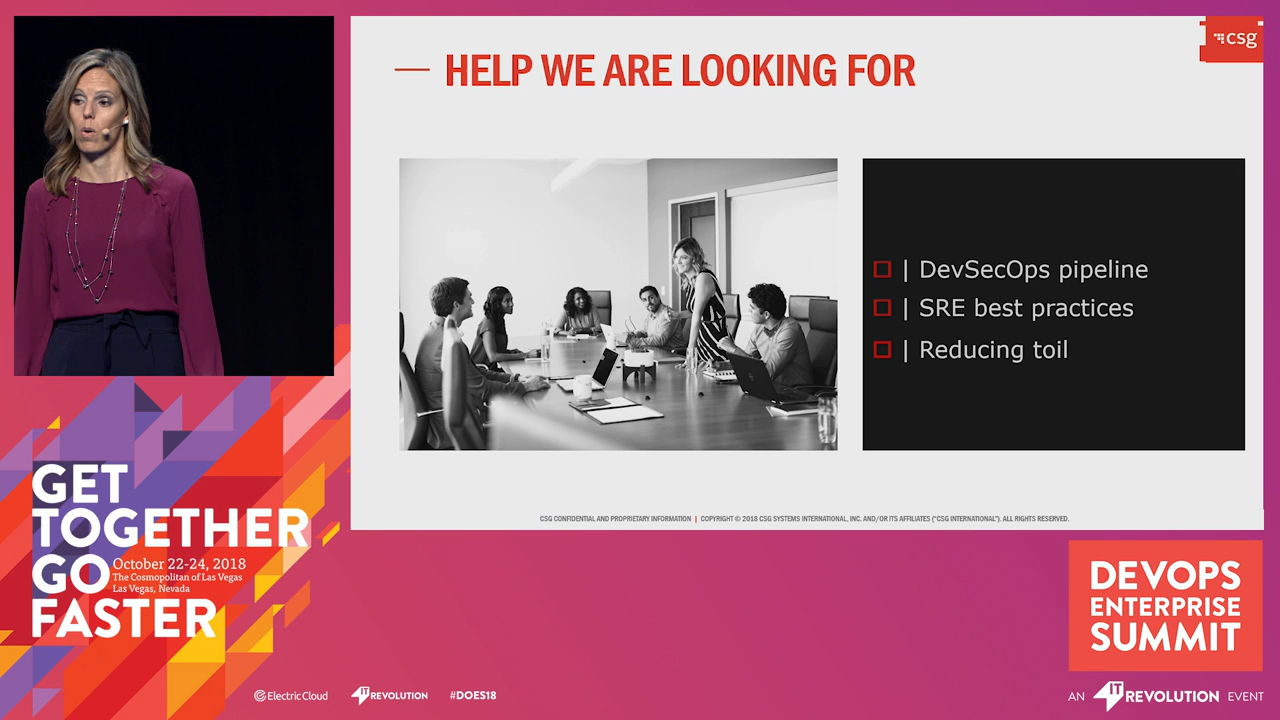 csg
HELP WE ARE LOOKING FOR
| DevSecOps pipeline
| SRE best practices
| Reducing toil
CSG CONFIDENTIAL AND PROPRIETARY INFORMATION | COPYRIGHT © 2018 CSG SYSTEMS INTERNATIONAL, INC. AND/OR ITS AFFILIATES ("CSG INTERNATIONAL"). ALL RIGHTS RESERVED.
GET
TOGETHER
GO
October 22-24, 2018
The Cosmopolitan of Las Vegas
Las Vegas, Nevada
FASTER
DEVOPS
ENTERPRISE
SUMMIT
Electric Cloud
IT REVOLUTION
#DOES18
AN IT REVOLUTION EVENT